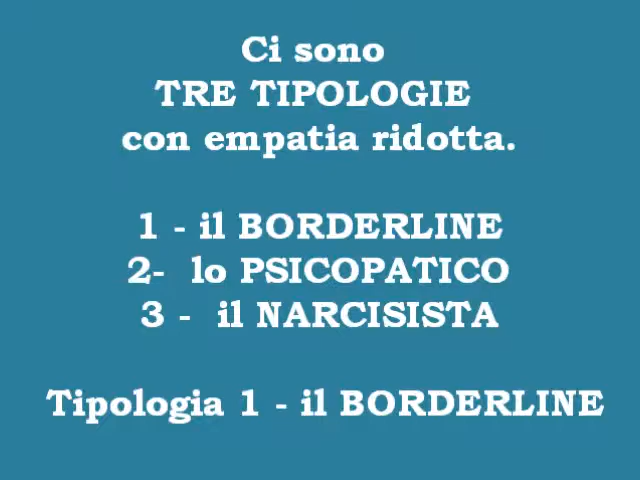 Ci sono
TRE TIPOLOGIE
con empatia ridotta.
1 - il BORDERLINE
2- lo PSICOPATICO
3 - il NARCISISTA
Tipologia 1 - il BORDERLINE